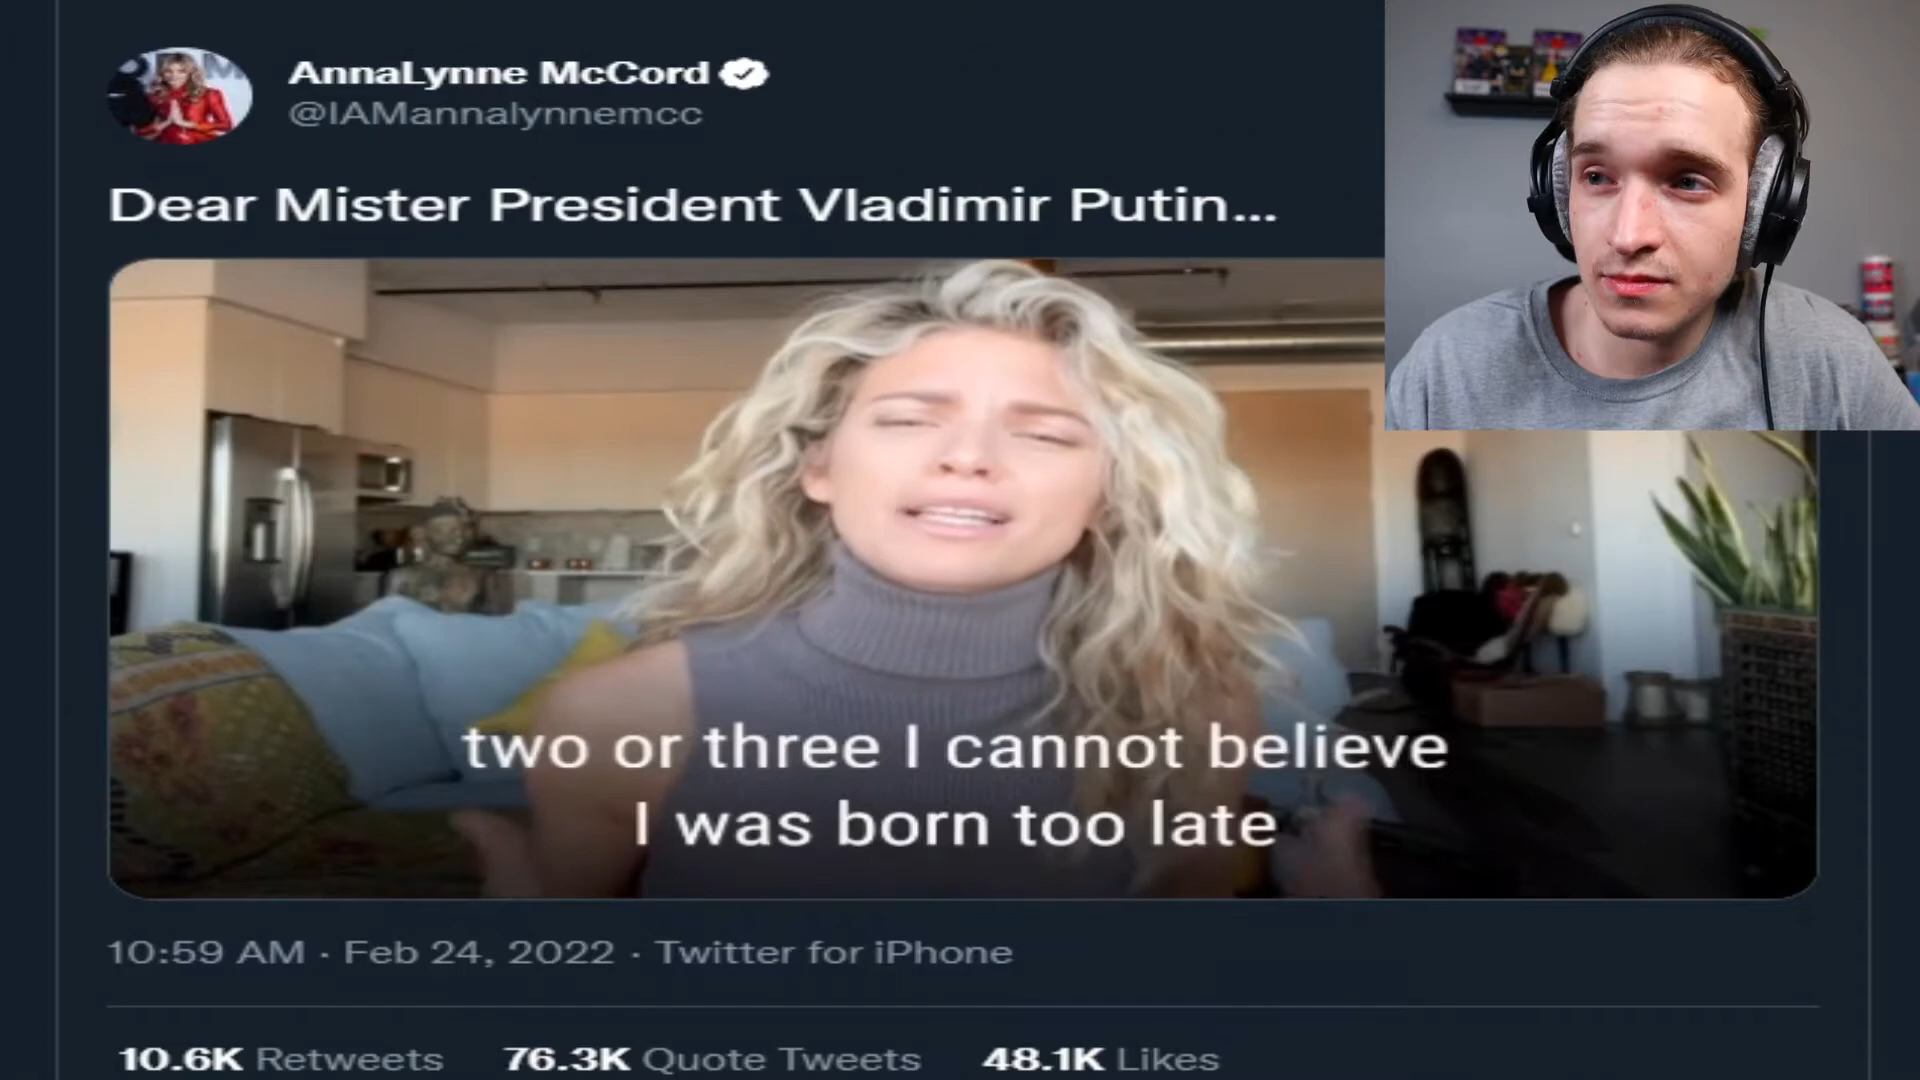 AnnaLynne McCord
@IAMannalynnemcc
Dear Mister President Vladimir Putin...
two or three I cannot believe
I was born too late
10:59 AM · Feb 24, 2022 · Twitter for iPhone
10.6K Retweets 76.3K Quote Tweets 48.1K Likes